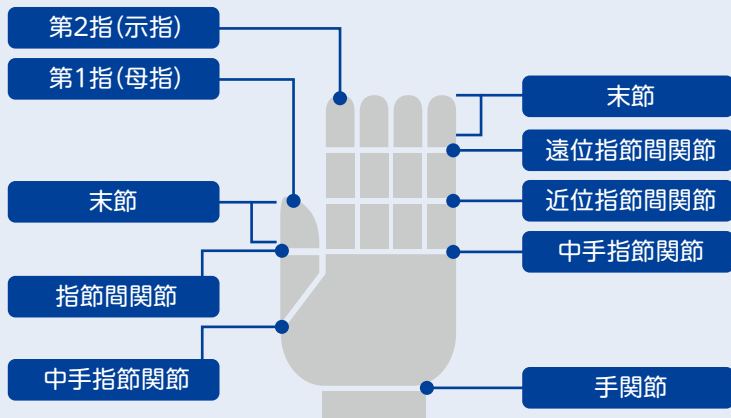 第2指(示指)
第1指(母指)
末節
指節間関節
中手指節関節
末節
遠位指節間関節
近位指節間関節
中手指節関節
手関節